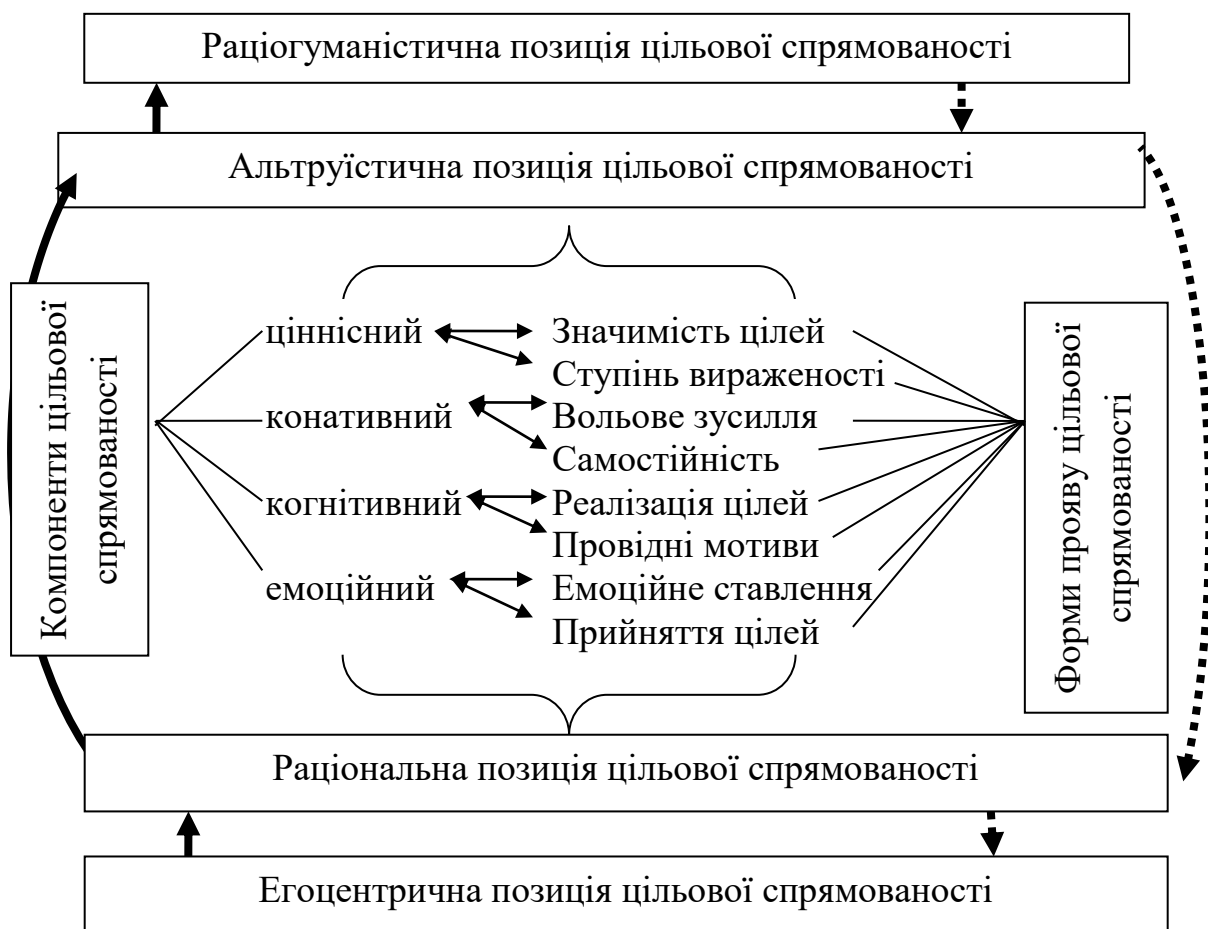 Раціогуманістична позиція цільової спрямованості
Альтруїстична позиція цільової спрямованості
Компоненти цільової
спрямованості
ціннісний
конативний
когнітивний
емоційний
Значимість цілей
Ступінь вираженості
Вольове зусилля
Самостійність
Реалізація цілей
Провідні мотиви
Емоційне ставлення
Прийняття цілей
Форми прояву цільової
спрямованості
Раціональна позиція цільової спрямованості
Егоцентрична позиція цільової спрямованості